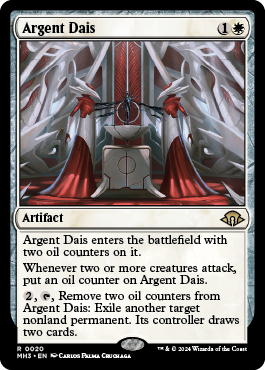 Argent Dais 1
Artifact
Argent Dais enters the battlefield with
two oil counters on it.
Whenever two or more creatures attack,
put an oil counter on Argent Dais.
2, Remove two oil counters from
Argent Dais: Exile another target
nonland permanent. Its controller draws
two cards.
R 0020
MH3 • EN CARLOS PALMA CRUCHAGA
™ & © 2024 Wizards of the Coast